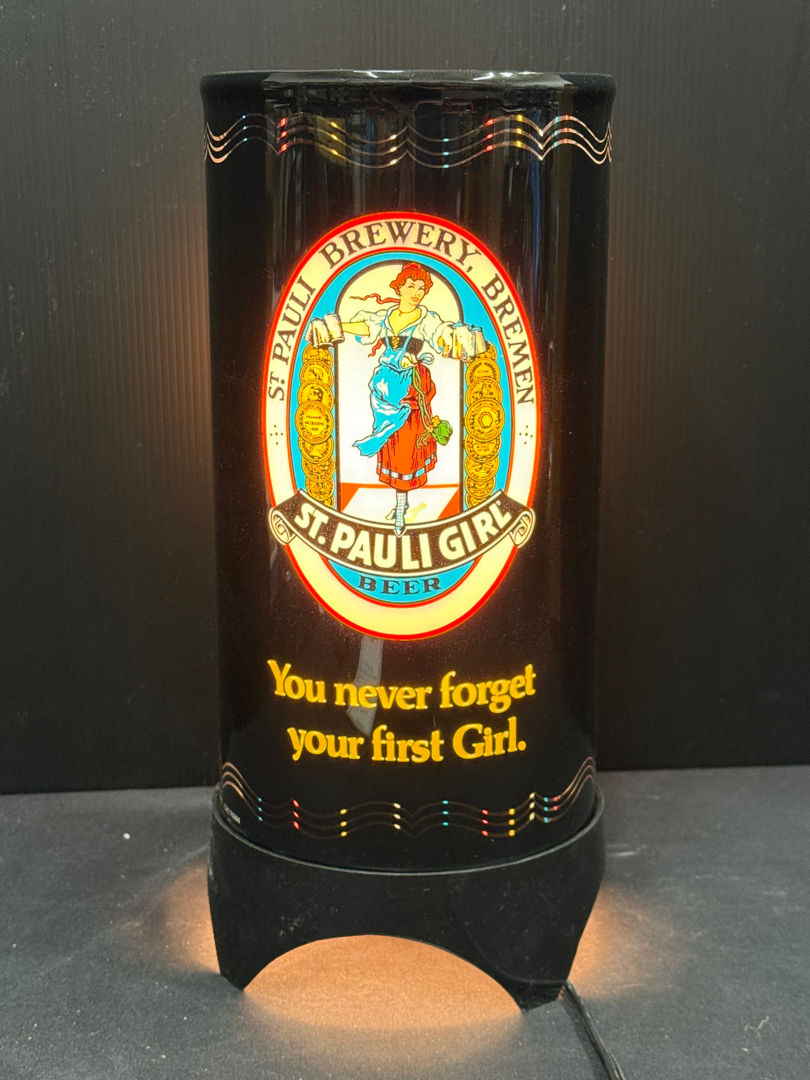 ST PAULI BREWERY, BREMEN
ST. PAULI GIRL
BEER
You never forget
your first Girl.